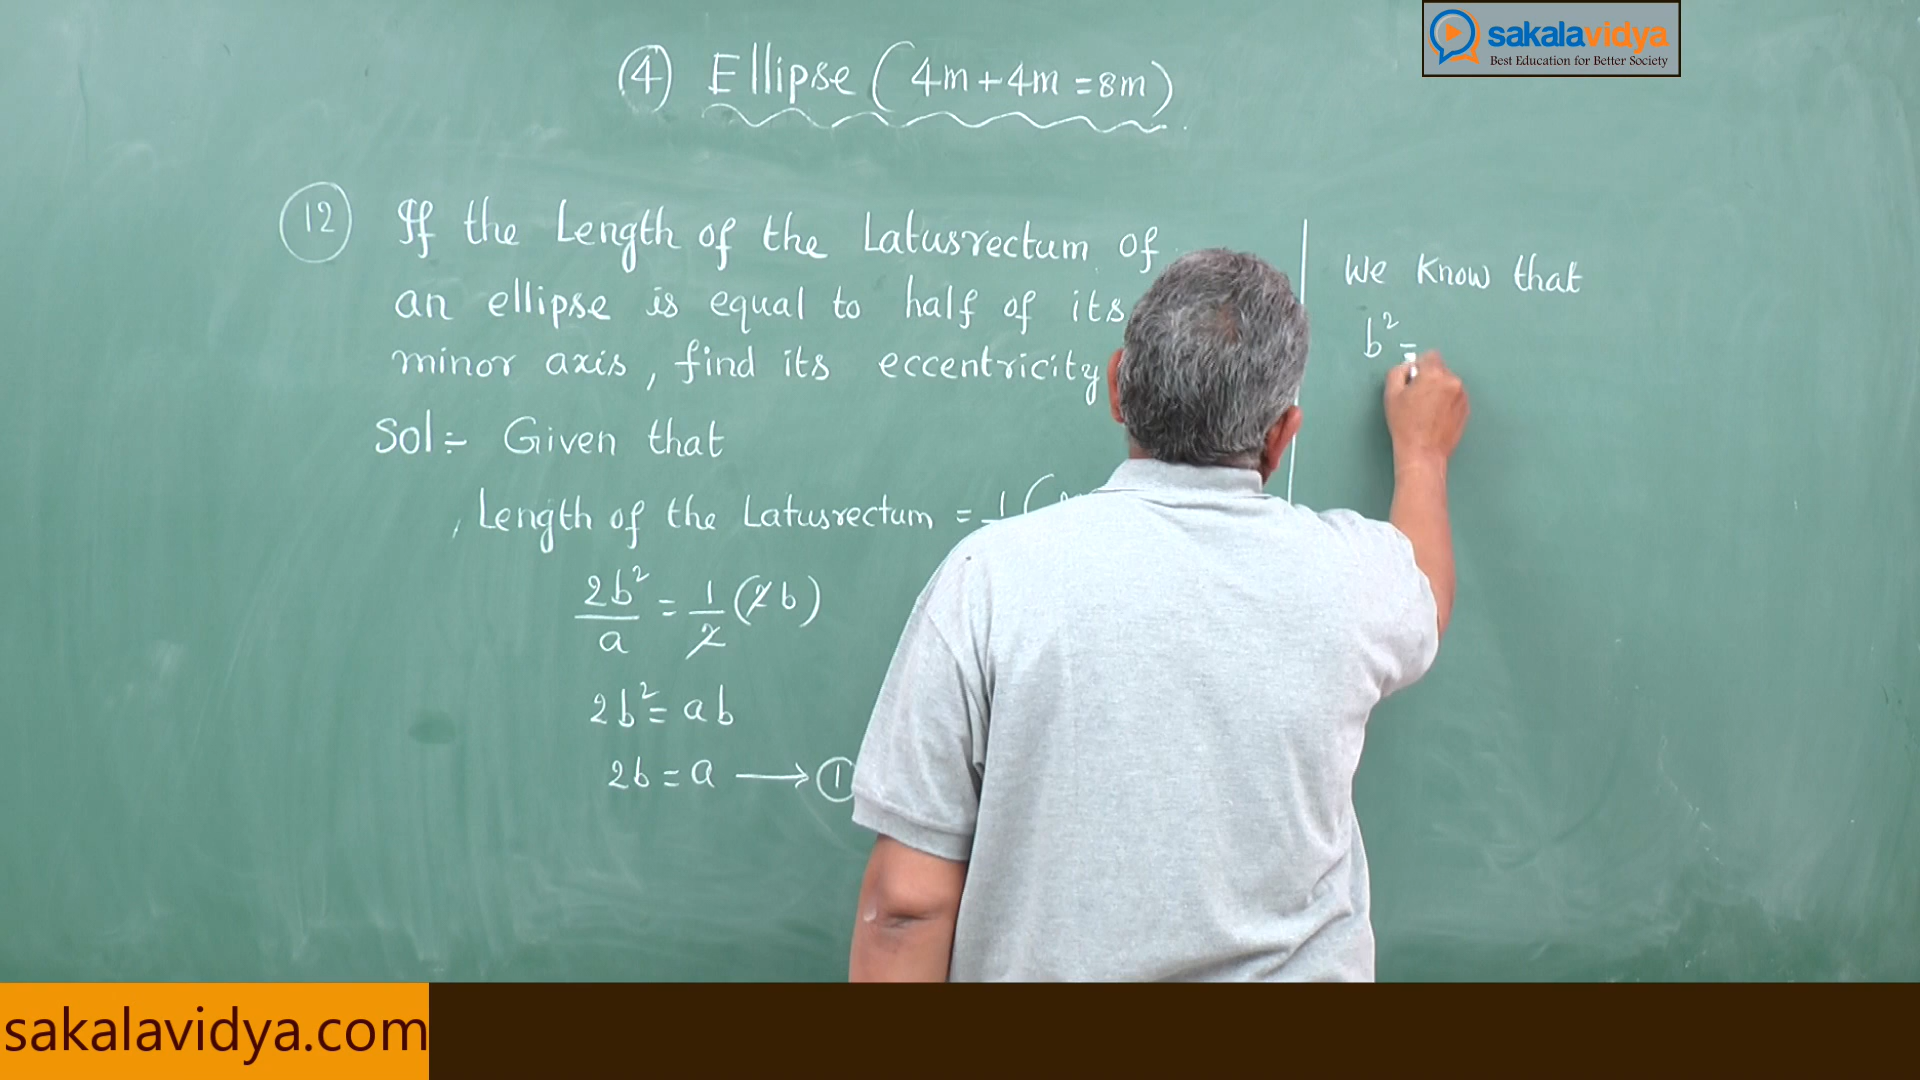 sakalavidya
Best Education for Better Society
④ Ellipse (4m+4m=8m)
⑫ If the Length of the Latusrectum of
an ellipse is equal to half of its
minor axis, find its eccentricity
Sol:- Given that
Length of the Latusrectum = 1
2b²/a = 1/2 (2b)
2b² = ab
2b = a → ①
We Know that
b² =
sakalavidya.com